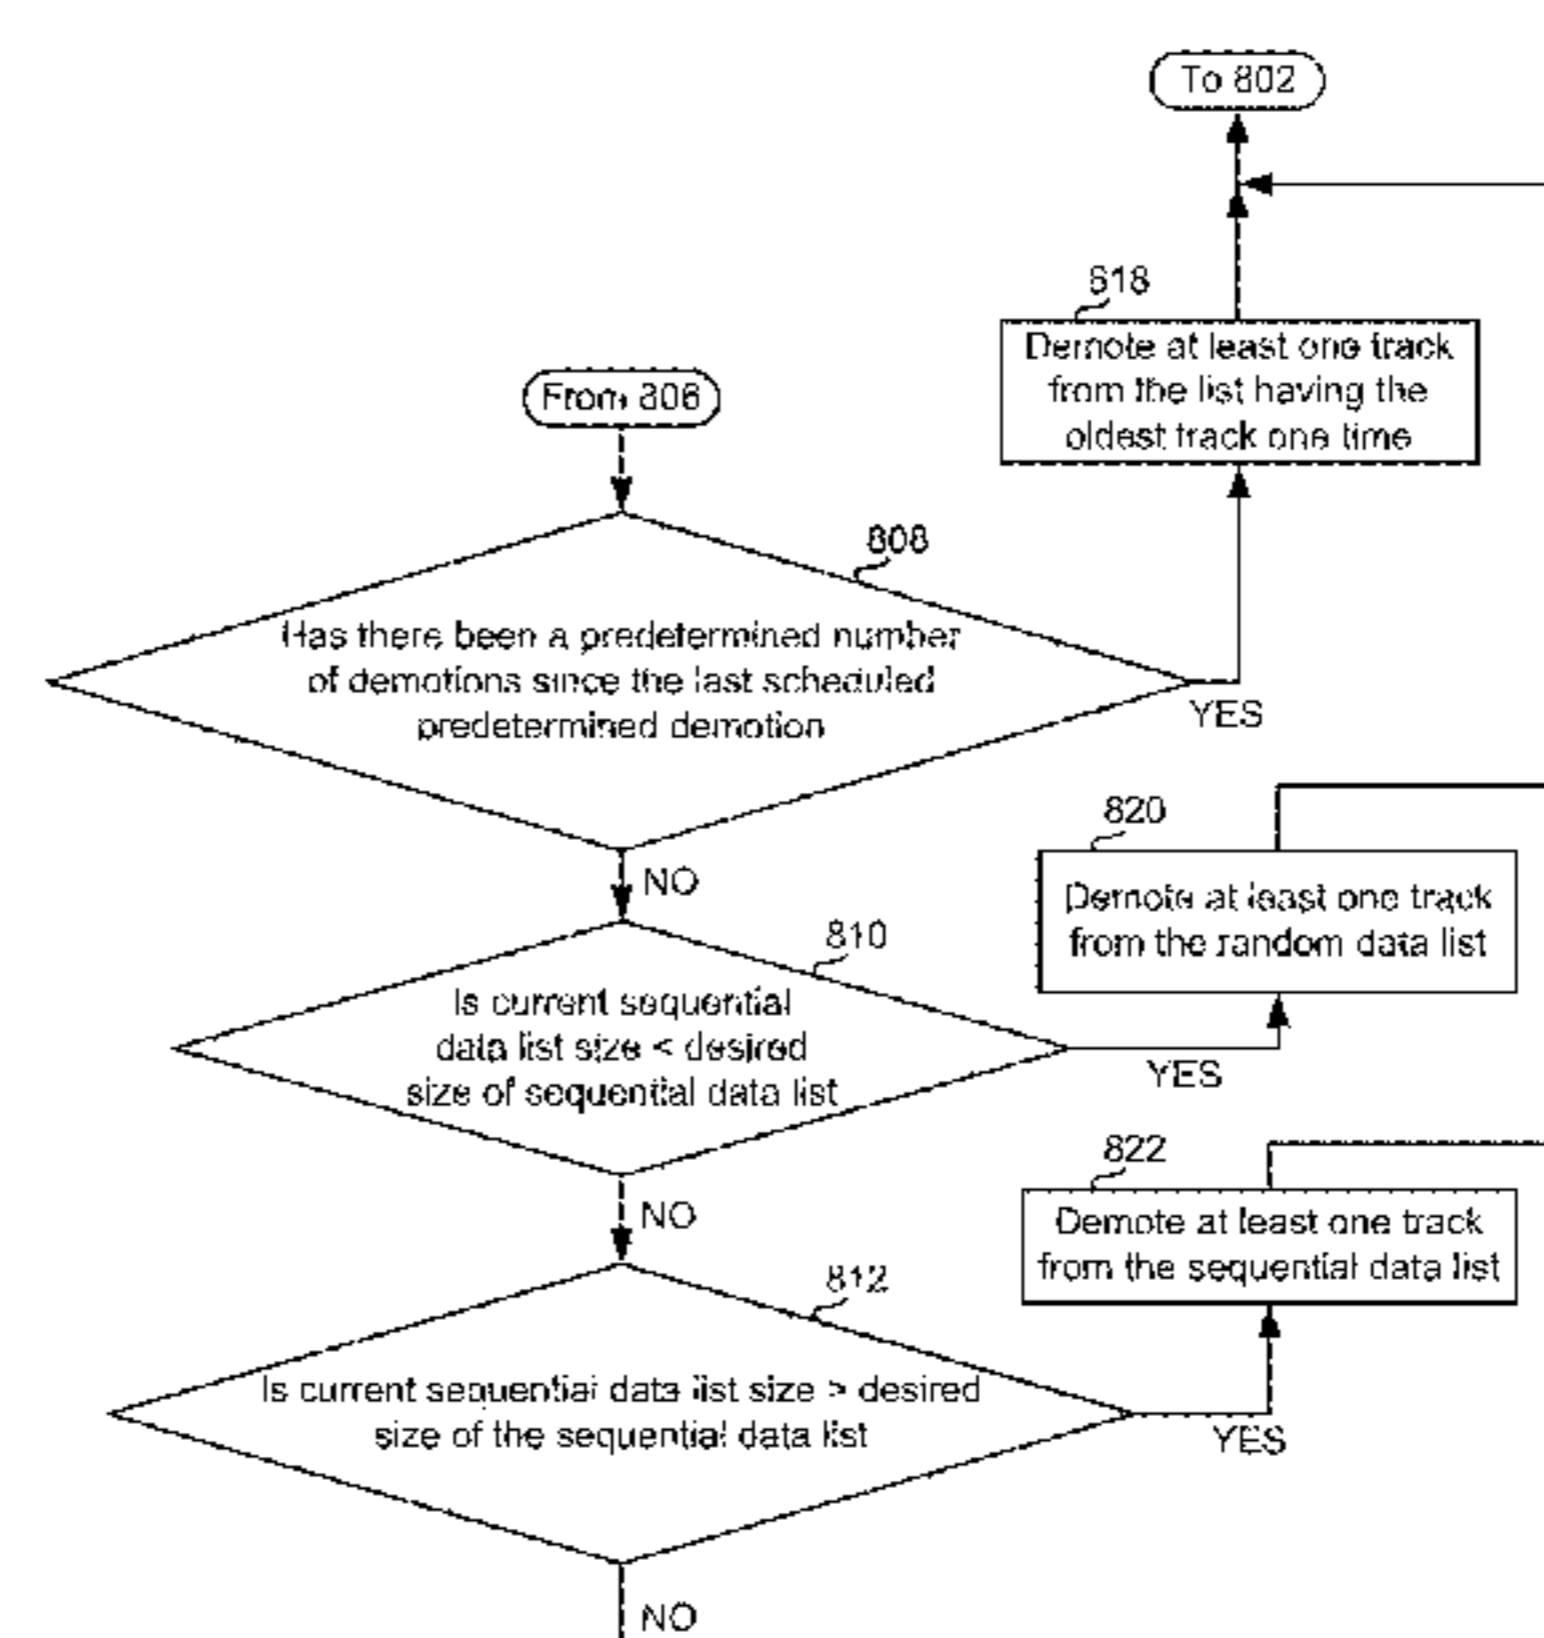 To 802
818
Demote at least one track
from the list having the
oldest track one time
From 806
808
Has there been a predetermined number
of demotions since the last scheduled
predetermined demotion
YES
820
NO
Demote at least one track
from the random data list
810
Is current sequential
data list size < desired
size of sequential data list
YES
822
NO
Demote at least one track
from the sequential data list
812
Is current sequential data list size > desired
size of the sequential data list
YES
NO